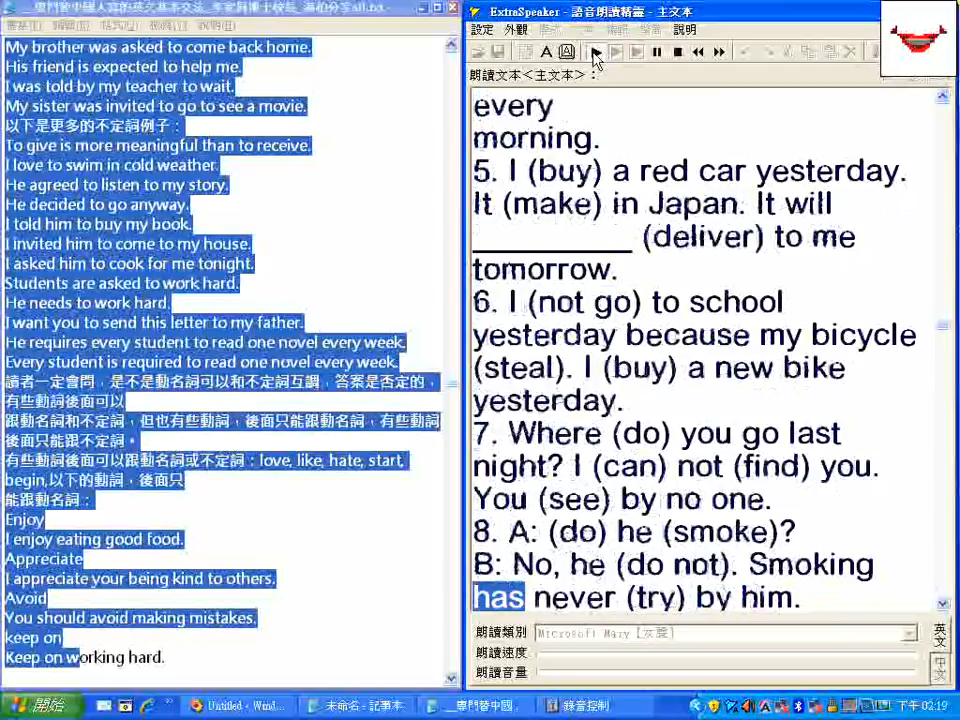 ExtraSpeaker - 語音朗讀精靈 - 主文本
設定 外觀 說明
朗讀文本<主文本>：
My brother was asked to come back home.
His friend is expected to help me.
I was told by my teacher to wait.
My sister was invited to go to see a movie.
以下是更多的不定詞例子：
To give is more meaningful than to receive.
I love to swim in cold weather.
He agreed to listen to my story.
He decided to go anyway.
I told him to buy my book.
I invited him to come to my house.
I asked him to cook for me tonight.
Students are asked to work hard.
He needs to work hard.
I want you to send this letter to my father.
He requires every student to read one novel every week.
Every student is required to read one novel every week.
讀者一定會問，是不是動名詞可以和不定詞互調，答案是否定的，
有些動詞後面可以
跟動名詞和不定詞，但也有些動詞，後面只能跟動名詞，有些動詞
後面只能跟不定詞。
有些動詞後面可以跟動名詞或不定詞：love, like, hate, start,
begin,以下的動詞，後面只
能跟動名詞：
Enjoy
I enjoy eating good food.
Appreciate
I appreciate your being kind to others.
Avoid
You should avoid making mistakes.
keep on
Keep on working hard.
every
morning.
5. I (buy) a red car yesterday.
It (make) in Japan. It will
__________ (deliver) to me
tomorrow.
6. I (not go) to school
yesterday because my bicycle
(steal). I (buy) a new bike
yesterday.
7. Where (do) you go last
night? I (can) not (find) you.
You (see) by no one.
8. A: (do) he (smoke)?
B: No, he (do not). Smoking
has never (try) by him.
朗讀類別 Microsoft Mary【灰聲】
朗讀速度
朗讀音量
英文
中文
開始 Untitled - Wind... 未命名 - 記事本 __專門替中國... 錄音控制 下午 02:19